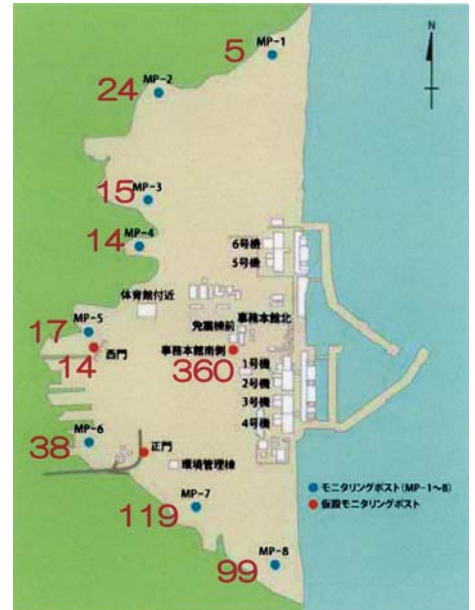 N
5
MP-1
24
MP-2
15
MP-3
14
MP-4
6号機
5号機
体育館付近
免震棟前
事務本館北
17
MP-5
14
西門
事務本館南側
360
1号機
2号機
3号機
4号機
38
MP-6
正門
環境管理棟
119
MP-7
モニタリングポスト(MP-1~8)
仮設モニタリングポスト
99
MP-8